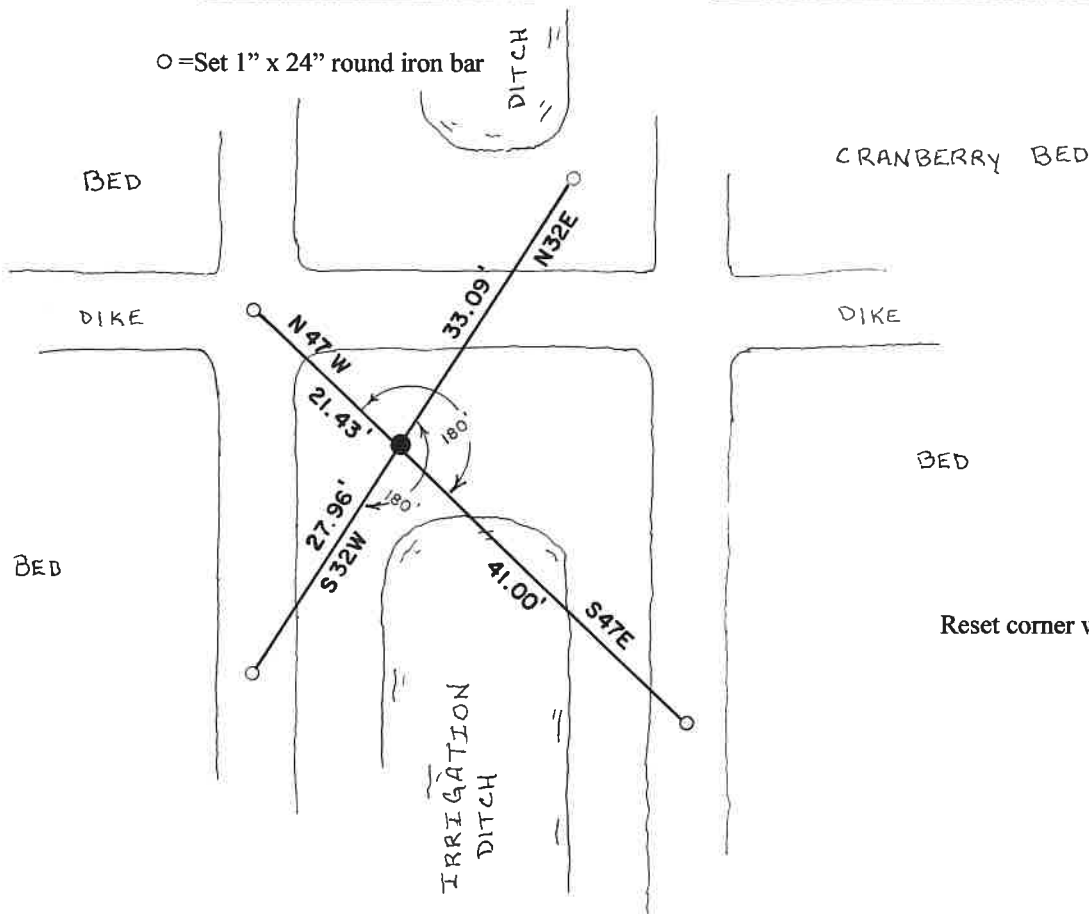 ○ =Set 1” x 24” round iron bar
DITCH
BED
CRANBERRY BED
N32E
33.09'
DIKE
DIKE
N 47 W
21.43'
180'
180'
BED
27.96'
S32W
41.00'
S47E
BED
Reset corner
IRRIGATION
DITCH